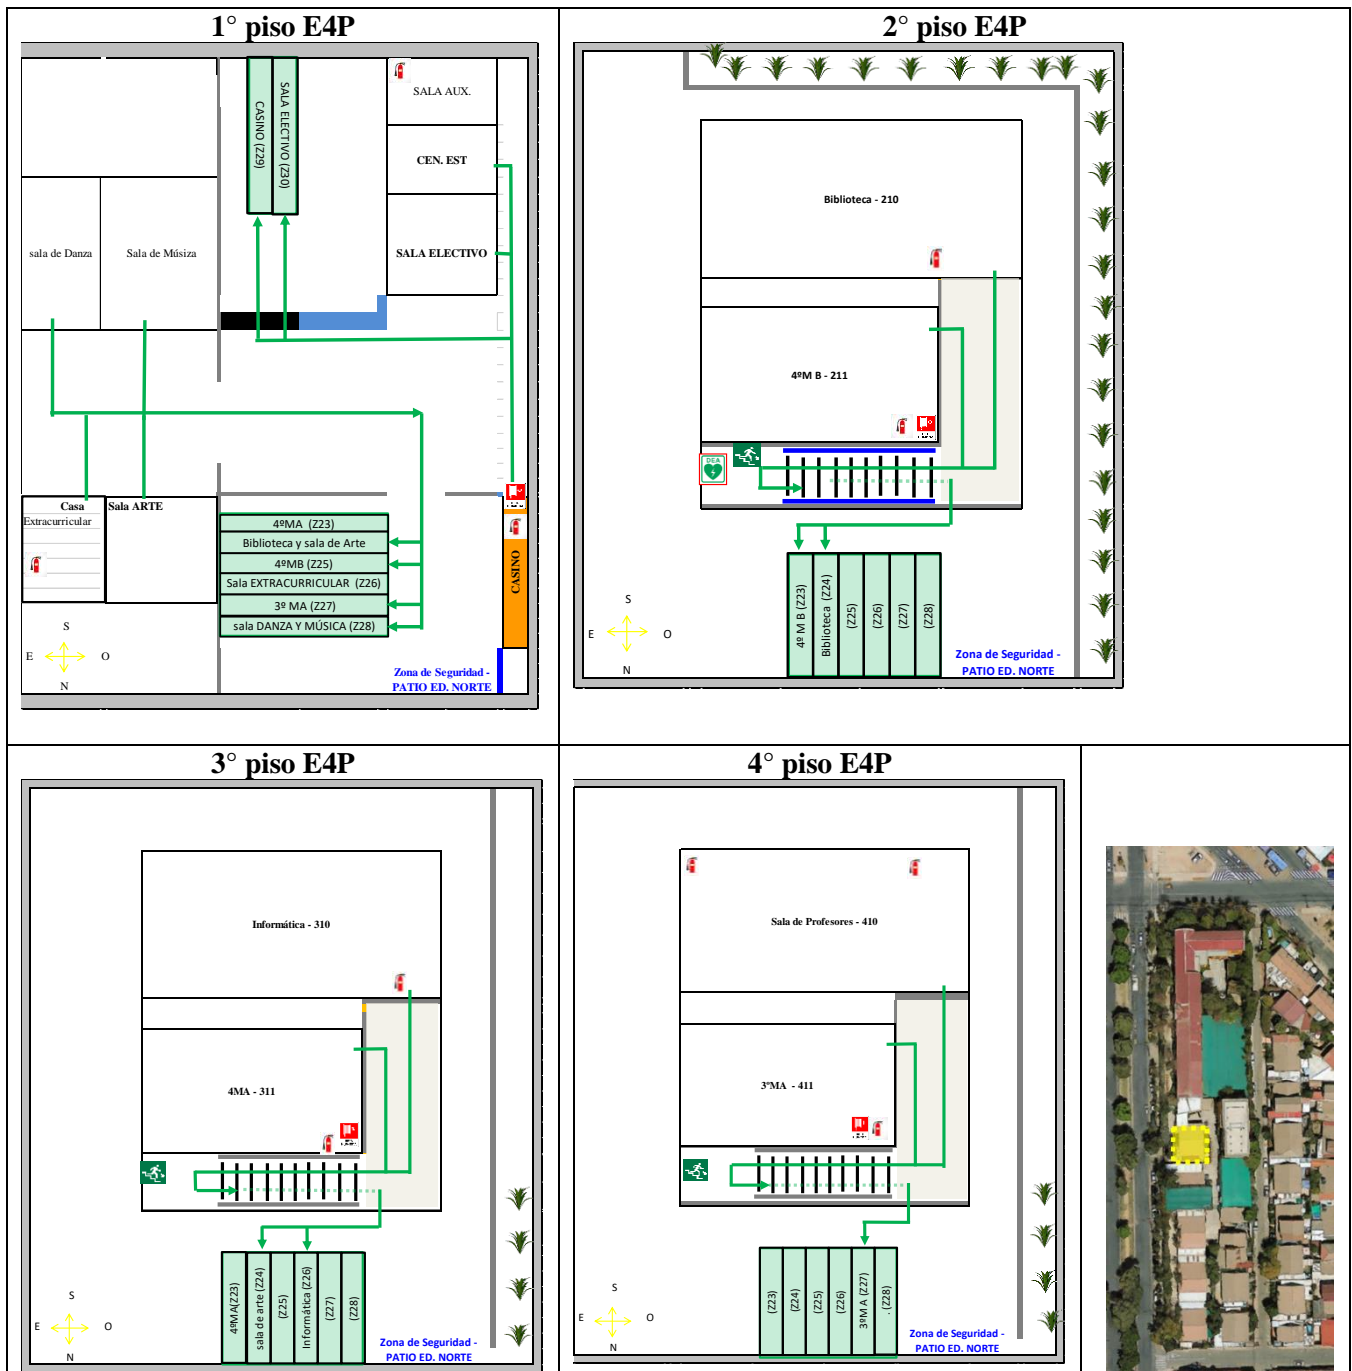 1° piso E4P
CASINO (Z29)
SALA ELECTIVO (Z30)
SALA AUX.
CEN. EST
SALA ELECTIVO
sala de Danza
Sala de Músiza
Casa
Extracurricular
Sala ARTE
4ºMA (Z23)
Biblioteca y sala de Arte
4ºMB (Z25)
Sala EXTRACURRICULAR (Z26)
3º MA (Z27)
sala DANZA Y MÚSICA (Z28)
CASINO
S
E
O
N
Zona de Seguridad -
PATIO ED. NORTE
2° piso E4P
Biblioteca - 210
4ºM B - 211
DEA
4º M B (Z23)
Biblioteca (Z24)
(Z25)
(Z26)
(Z27)
(Z28)
S
E
O
N
Zona de Seguridad -
PATIO ED. NORTE
3° piso E4P
Informática - 310
4MA - 311
4ºMA(Z23)
sala de arte (Z24)
(Z25)
Informática (Z26)
(Z27)
(Z28)
S
E
O
N
Zona de Seguridad -
PATIO ED. NORTE
4° piso E4P
Sala de Profesores - 410
3ºMA - 411
(Z23)
(Z24)
(Z25)
(Z26)
3ºM A (Z27)
. (Z28)
S
E
O
N
Zona de Seguridad -
PATIO ED. NORTE